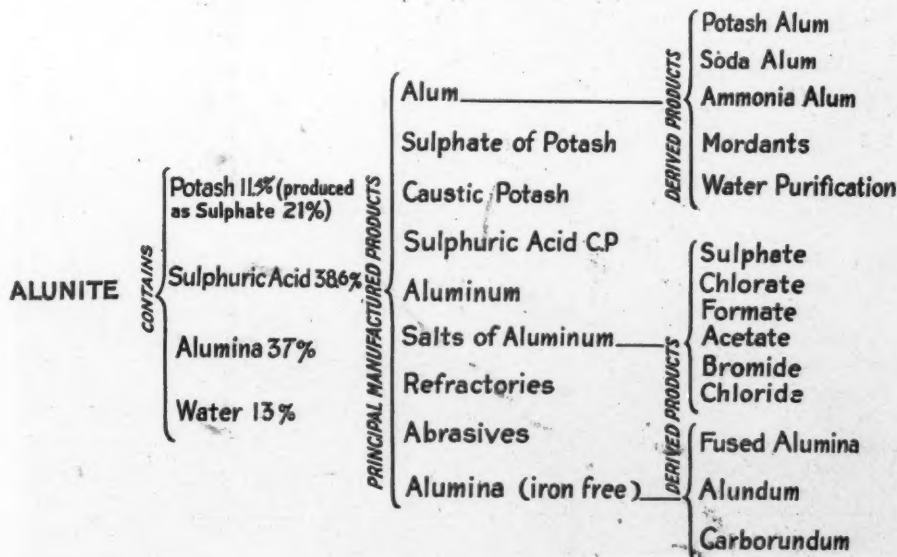 ALUNITE
CONTAINS
Potash 11.5% (produced
as Sulphate 21%)
Sulphuric Acid 38.6%
Alumina 37%
Water 13%
PRINCIPAL MANUFACTURED PRODUCTS
Alum
Sulphate of Potash
Caustic Potash
Sulphuric Acid C.P
Aluminum
Salts of Aluminum
Refractories
Abrasives
Alumina (iron free)
DERIVED PRODUCTS
Potash Alum
Soda Alum
Ammonia Alum
Mordants
Water Purification
DERIVED PRODUCTS
Sulphate
Chlorate
Formate
Acetate
Bromide
Chloride
DERIVED PRODUCTS
Fused Alumina
Alundum
Carborundum